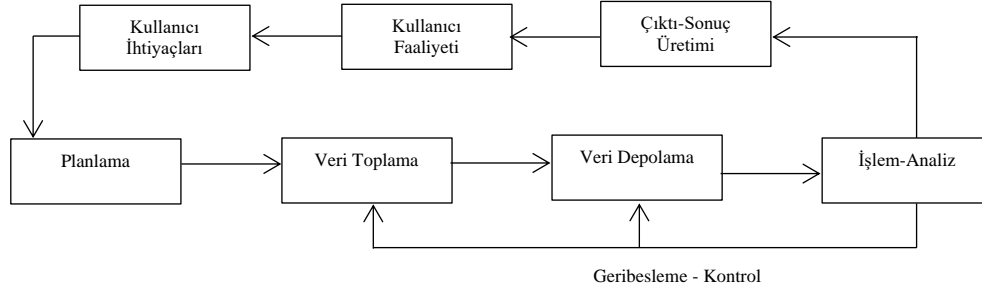 Kullanıcı
İhtiyaçları
Kullanıcı
Faaliyeti
Çıktı-Sonuç
Üretimi
Planlama
Veri Toplama
Veri Depolama
İşlem-Analiz
Geribesleme - Kontrol